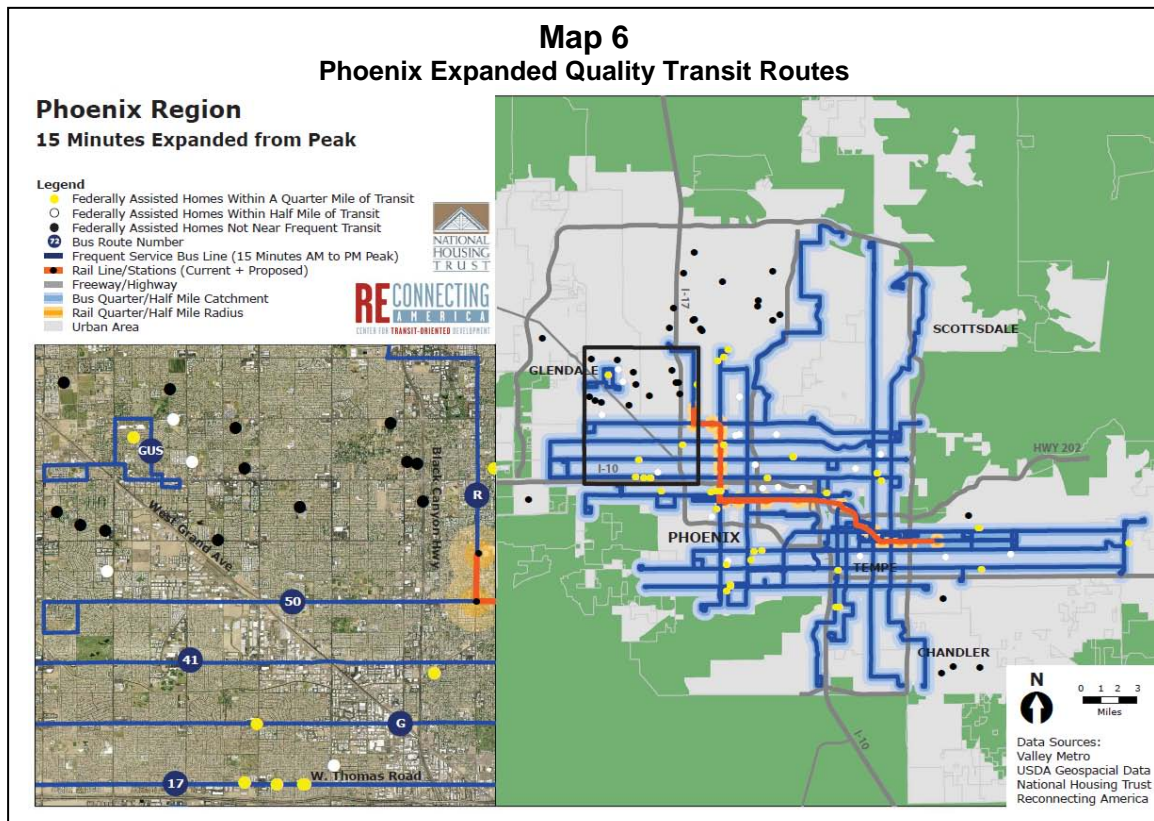 Map 6
Phoenix Expanded Quality Transit Routes
Phoenix Region
15 Minutes Expanded from Peak
Legend
Federally Assisted Homes Within A Quarter Mile of Transit
Federally Assisted Homes Within Half Mile of Transit
Federally Assisted Homes Not Near Frequent Transit
72 Bus Route Number
Frequent Service Bus Line (15 Minutes AM to PM Peak)
Rail Line/Stations (Current + Proposed)
Freeway/Highway
Bus Quarter/Half Mile Catchment
Rail Quarter/Half Mile Radius
Urban Area
NATIONAL
HOUSING
TRUST
RECONNECTING
AMERICA
CENTER FOR TRANSIT-ORIENTED DEVELOPMENT
GUS
West Grand Ave.
Black Canyon Hwy
R
50
41
G
17
W. Thomas Road
I-17
SCOTTSDALE
GLENDALE
HWY 202
I-10
PHOENIX
TEMPE
CHANDLER
I-10
N
0 1 2 3
Miles
Data Sources:
Valley Metro
USDA Geospacial Data
National Housing Trust
Reconnecting America